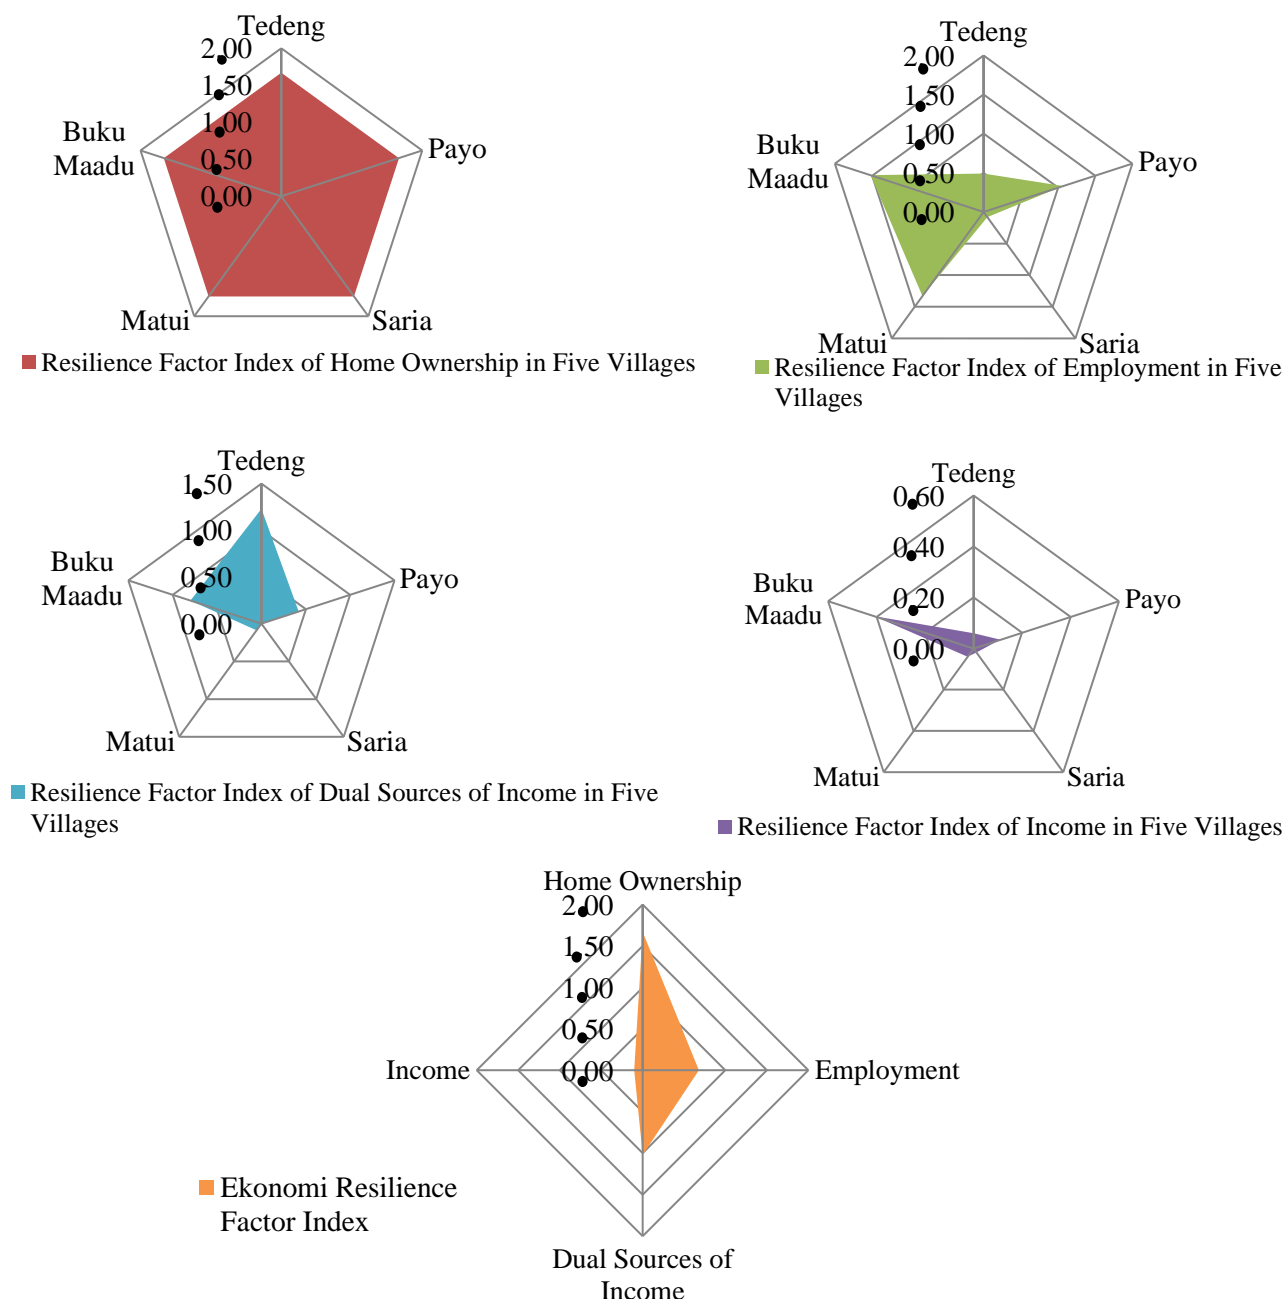 Tedeng
2.00
1.50
1.00
0.50
0.00
Buku
Maadu
Payo
Matui
Saria
Resilience Factor Index of Home Ownership in Five Villages
Tedeng
2.00
1.50
1.00
0.50
0.00
Buku
Maadu
Payo
Matui
Saria
Resilience Factor Index of Employment in Five
Villages
Tedeng
1.50
1.00
0.50
0.00
Buku
Maadu
Payo
Matui
Saria
Resilience Factor Index of Dual Sources of Income in Five
Villages
Tedeng
0.60
0.40
0.20
0.00
Buku
Maadu
Payo
Matui
Saria
Resilience Factor Index of Income in Five Villages
Home Ownership
2.00
1.50
1.00
0.50
0.00
Income
Employment
Ekonomi Resilience
Factor Index
Dual Sources of
Income